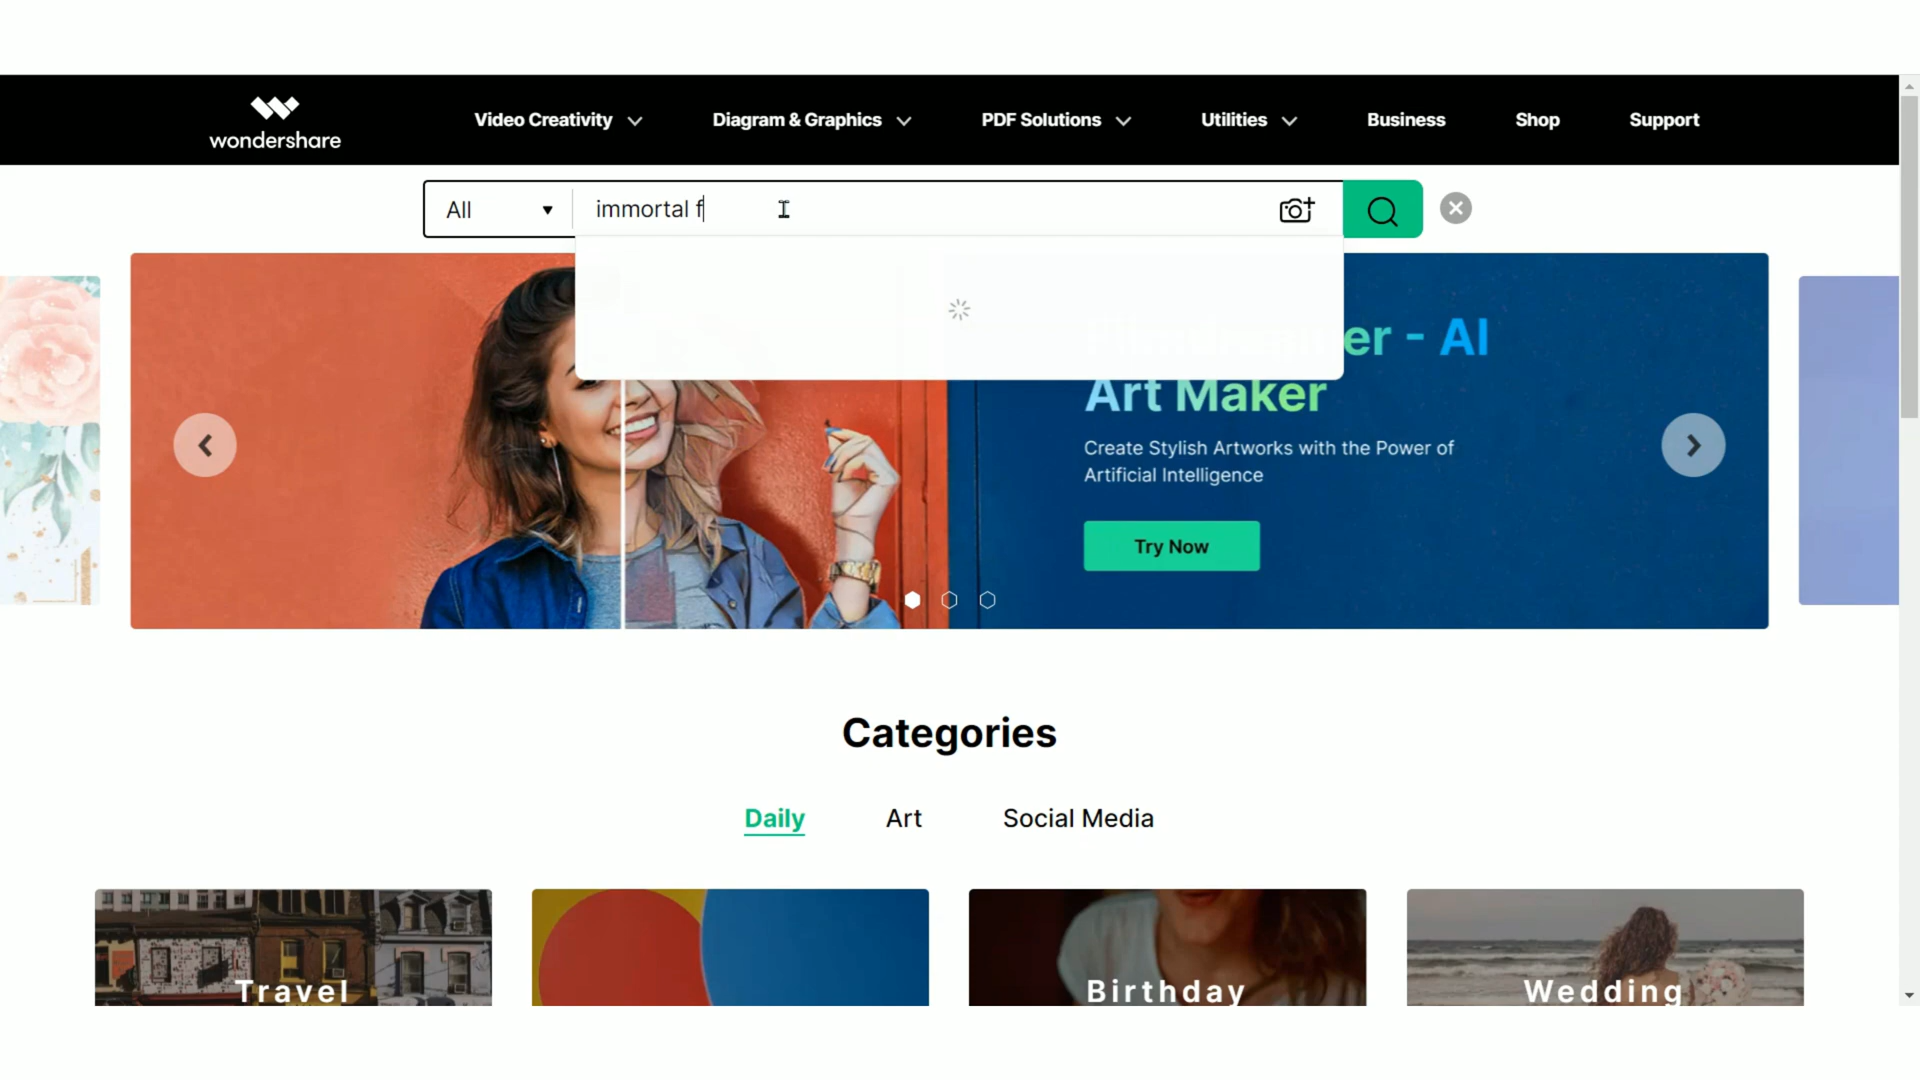 wondershare
Video Creativity
Diagram & Graphics
PDF Solutions
Utilities
Business
Shop
Support
All
immortal f
er - AI
Art Maker
Create Stylish Artworks with the Power of
Artificial Intelligence
Try Now
Categories
Daily
Art
Social Media
Travel
Birthday
Wedding